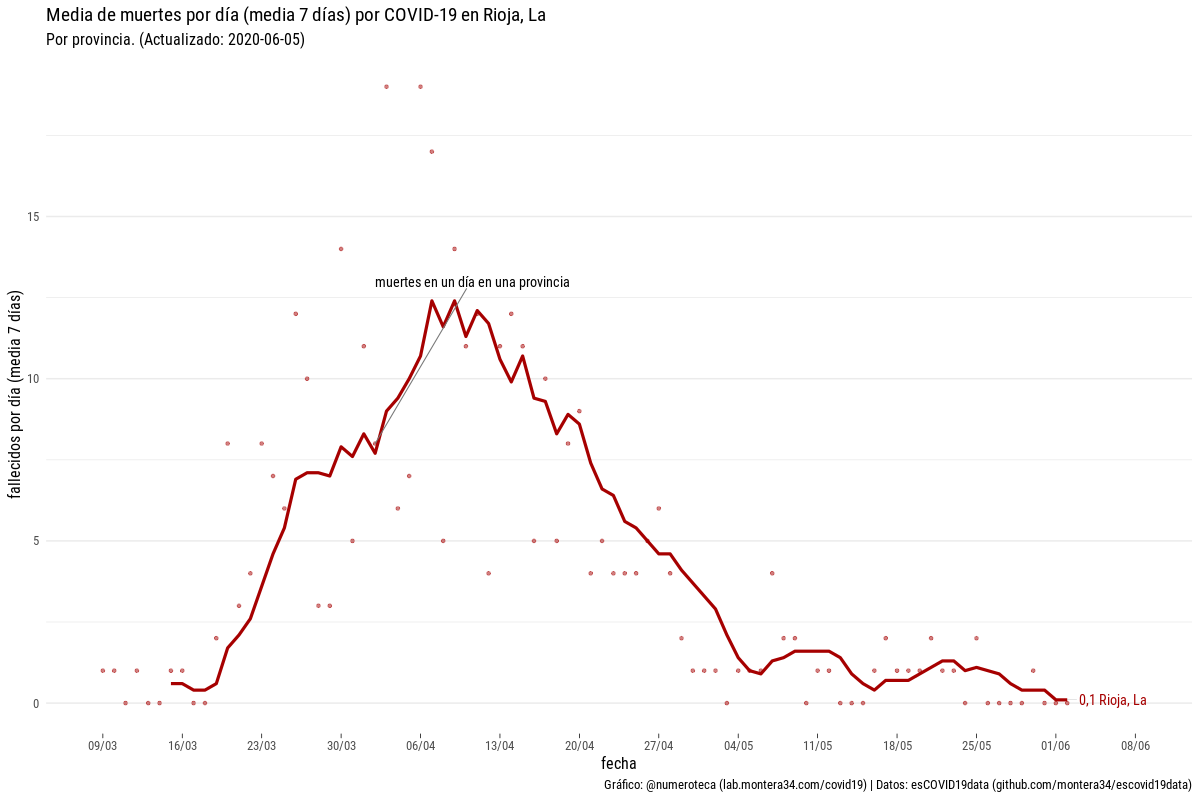 Media de muertes por día (media 7 días) por COVID-19 en Rioja, La
Por provincia. (Actualizado: 2020-06-05)
muertes en un día en una provincia
15
10
5
0
fallecidos por día (media 7 días)
0,1 Rioja, La
09/03 16/03 23/03 30/03 06/04 13/04 20/04 27/04 04/05 11/05 18/05 25/05 01/06 08/06
fecha
Gráfico: @numeroteca (lab.montera34.com/covid19) | Datos: esCOVID19data (github.com/montera34/escovid19data)